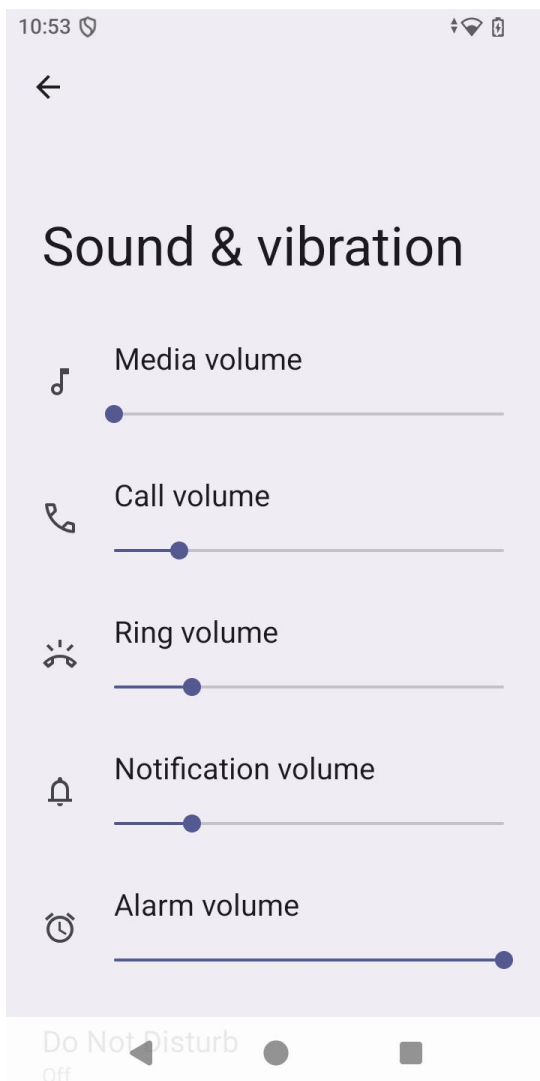 10:53
Sound & vibration
Media volume
Call volume
Ring volume
Notification volume
Alarm volume
Do Not Disturb
Off